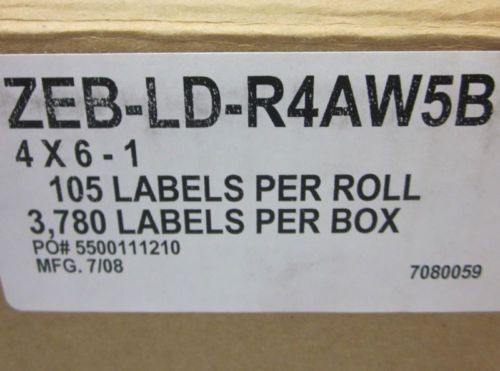 ZEB-LD-R4AW5B
4 X 6 - 1
105 LABELS PER ROLL
3,780 LABELS PER BOX
PO# 5500111210
MFG. 7/08
7080059